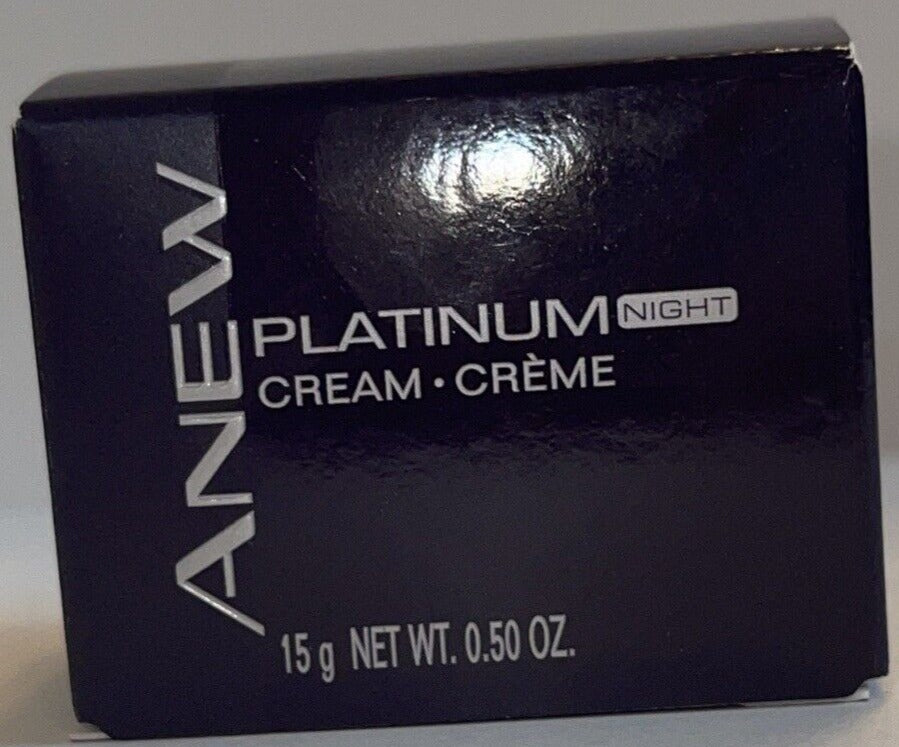 ANEW
PLATINUM NIGHT
CREAM • CRÈME
15 g NET WT. 0.50 OZ.